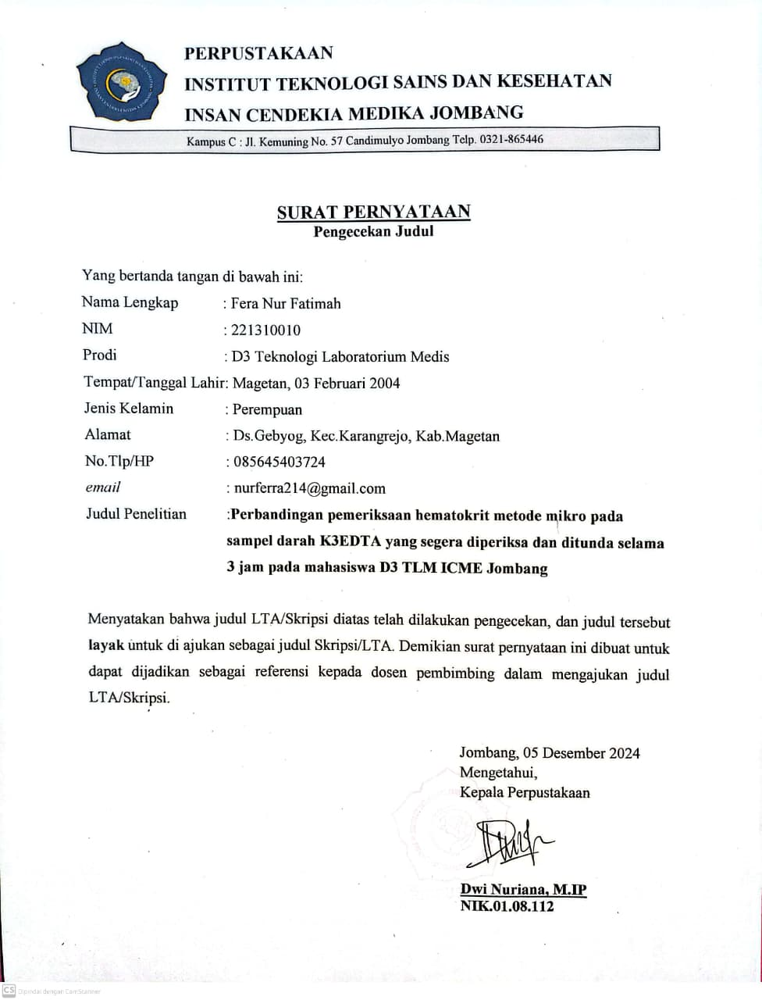 PERPUSTAKAAN
INSTITUT TEKNOLOGI SAINS DAN KESEHATAN
INSAN CENDEKIA MEDIKA JOMBANG
Kampus C : Jl. Kemuning No. 57 Candimulyo Jombang Telp. 0321-865446
SURAT PERNYATAAN
Pengecekan Judul
Yang bertanda tangan di bawah ini:
Nama Lengkap : Fera Nur Fatimah
NIM : 221310010
Prodi : D3 Teknologi Laboratorium Medis
Tempat/Tanggal Lahir: Magetan, 03 Februari 2004
Jenis Kelamin : Perempuan
Alamat : Ds.Gebyog, Kec.Karangrejo, Kab.Magetan
No.Tlp/HP : 085645403724
email : nurferra214@gmail.com
Judul Penelitian :Perbandingan pemeriksaan hematokrit metode mikro pada
sampel darah K3EDTA yang segera diperiksa dan ditunda selama
3 jam pada mahasiswa D3 TLM ICME Jombang
Menyatakan bahwa judul LTA/Skripsi diatas telah dilakukan pengecekan, dan judul tersebut
layak untuk di ajukan sebagai judul Skripsi/LTA. Demikian surat pernyataan ini dibuat untuk
dapat dijadikan sebagai referensi kepada dosen pembimbing dalam mengajukan judul
LTA/Skripsi.
Jombang, 05 Desember 2024
Mengetahui,
Kepala Perpustakaan
Dwi Nuriana, M.IP
NIK.01.08.112
CS Dipindai dengan CamScanner